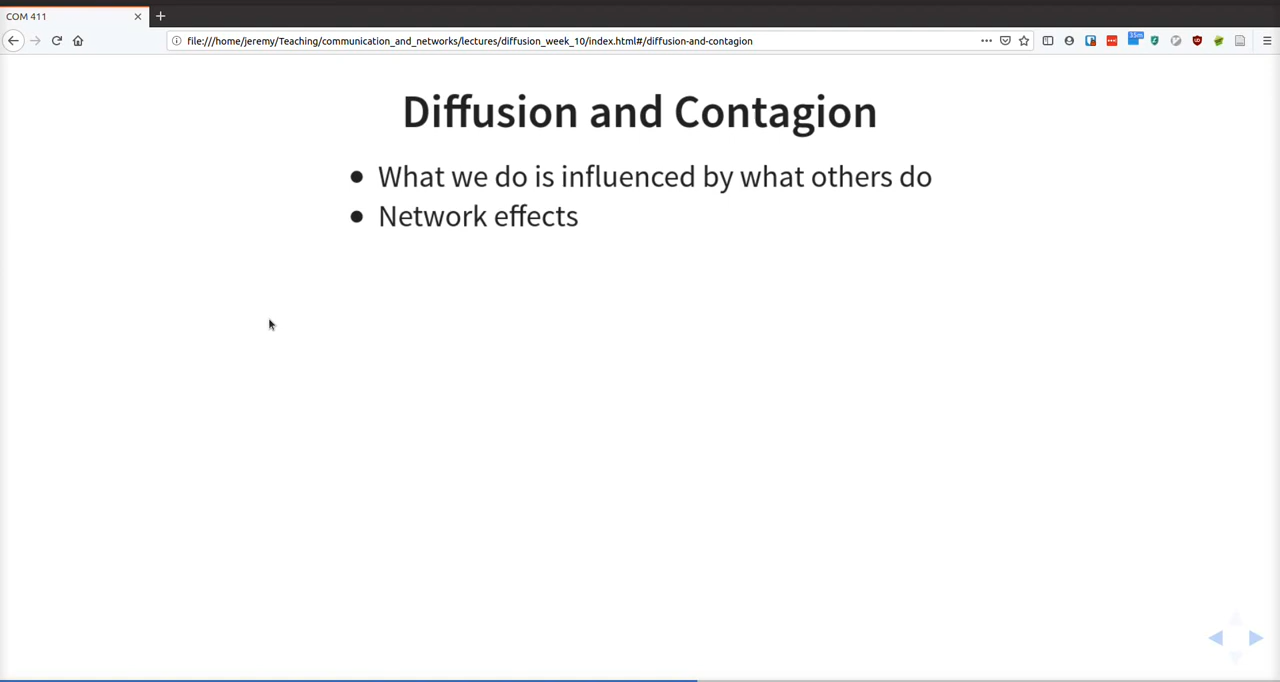 COM 411
file:///home/jeremy/Teaching/communication_and_networks/lectures/diffusion_week_10/index.html#/diffusion-and-contagion
35m
Diffusion and Contagion
What we do is influenced by what others do
Network effects